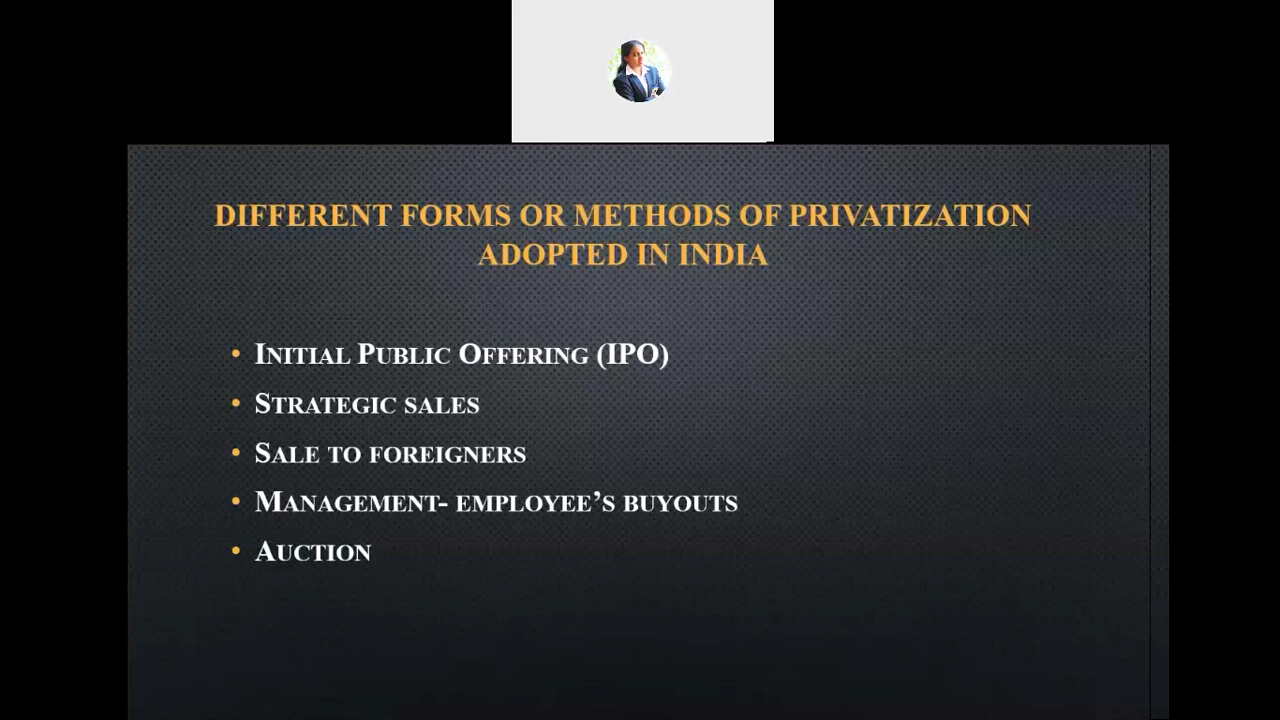 DIFFERENT FORMS OR METHODS OF PRIVATIZATION
ADOPTED IN INDIA
• INITIAL PUBLIC OFFERING (IPO)
• STRATEGIC SALES
• SALE TO FOREIGNERS
• MANAGEMENT- EMPLOYEE’S BUYOUTS
• AUCTION